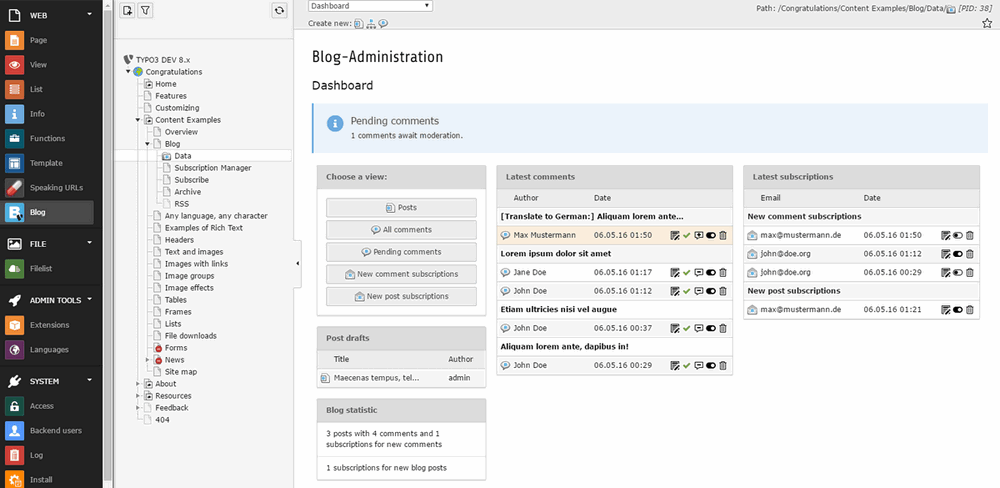 WEB
Page
View
List
Info
Functions
Template
Speaking URLs
Blog
FILE
Filelist
ADMIN TOOLS
Extensions
Languages
SYSTEM
Access
Backend users
Log
Install
TYPO3 DEV 8.x
Congratulations
Home
Features
Customizing
Content Examples
Overview
Blog
Data
Subscription Manager
Subscribe
Archive
RSS
Any language, any character
Examples of Rich Text
Headers
Text and images
Images with links
Image groups
Image effects
Tables
Frames
Lists
File downloads
Forms
News
Site map
About
Resources
Feedback
404
Dashboard
Path: /Congratulations/Content Examples/Blog/Data/ [PID: 38]
Create new:
Blog-Administration
Dashboard
Pending comments
1 comments await moderation.
Choose a view:
Posts
All comments
Pending comments
New comment subscriptions
New post subscriptions
Post drafts
Title Author
Maecenas tempus, tel... admin
Blog statistic
3 posts with 4 comments and 1
subscriptions for new comments
1 subscriptions for new blog posts
Latest comments
Author Date
[Translate to German:] Aliquam lorem ante...
Max Mustermann 06.05.16 01:50
Lorem ipsum dolor sit amet
Jane Doe 06.05.16 01:17
John Doe 06.05.16 01:12
Etiam ultricies nisi vel augue
John Doe 06.05.16 00:37
Aliquam lorem ante, dapibus in!
John Doe 06.05.16 00:29
Latest subscriptions
Email Date
New comment subscriptions
max@mustermann.de 06.05.16 01:50
john@doe.org 06.05.16 01:12
john@doe.org 06.05.16 00:29
New post subscriptions
max@mustermann.de 06.05.16 01:21